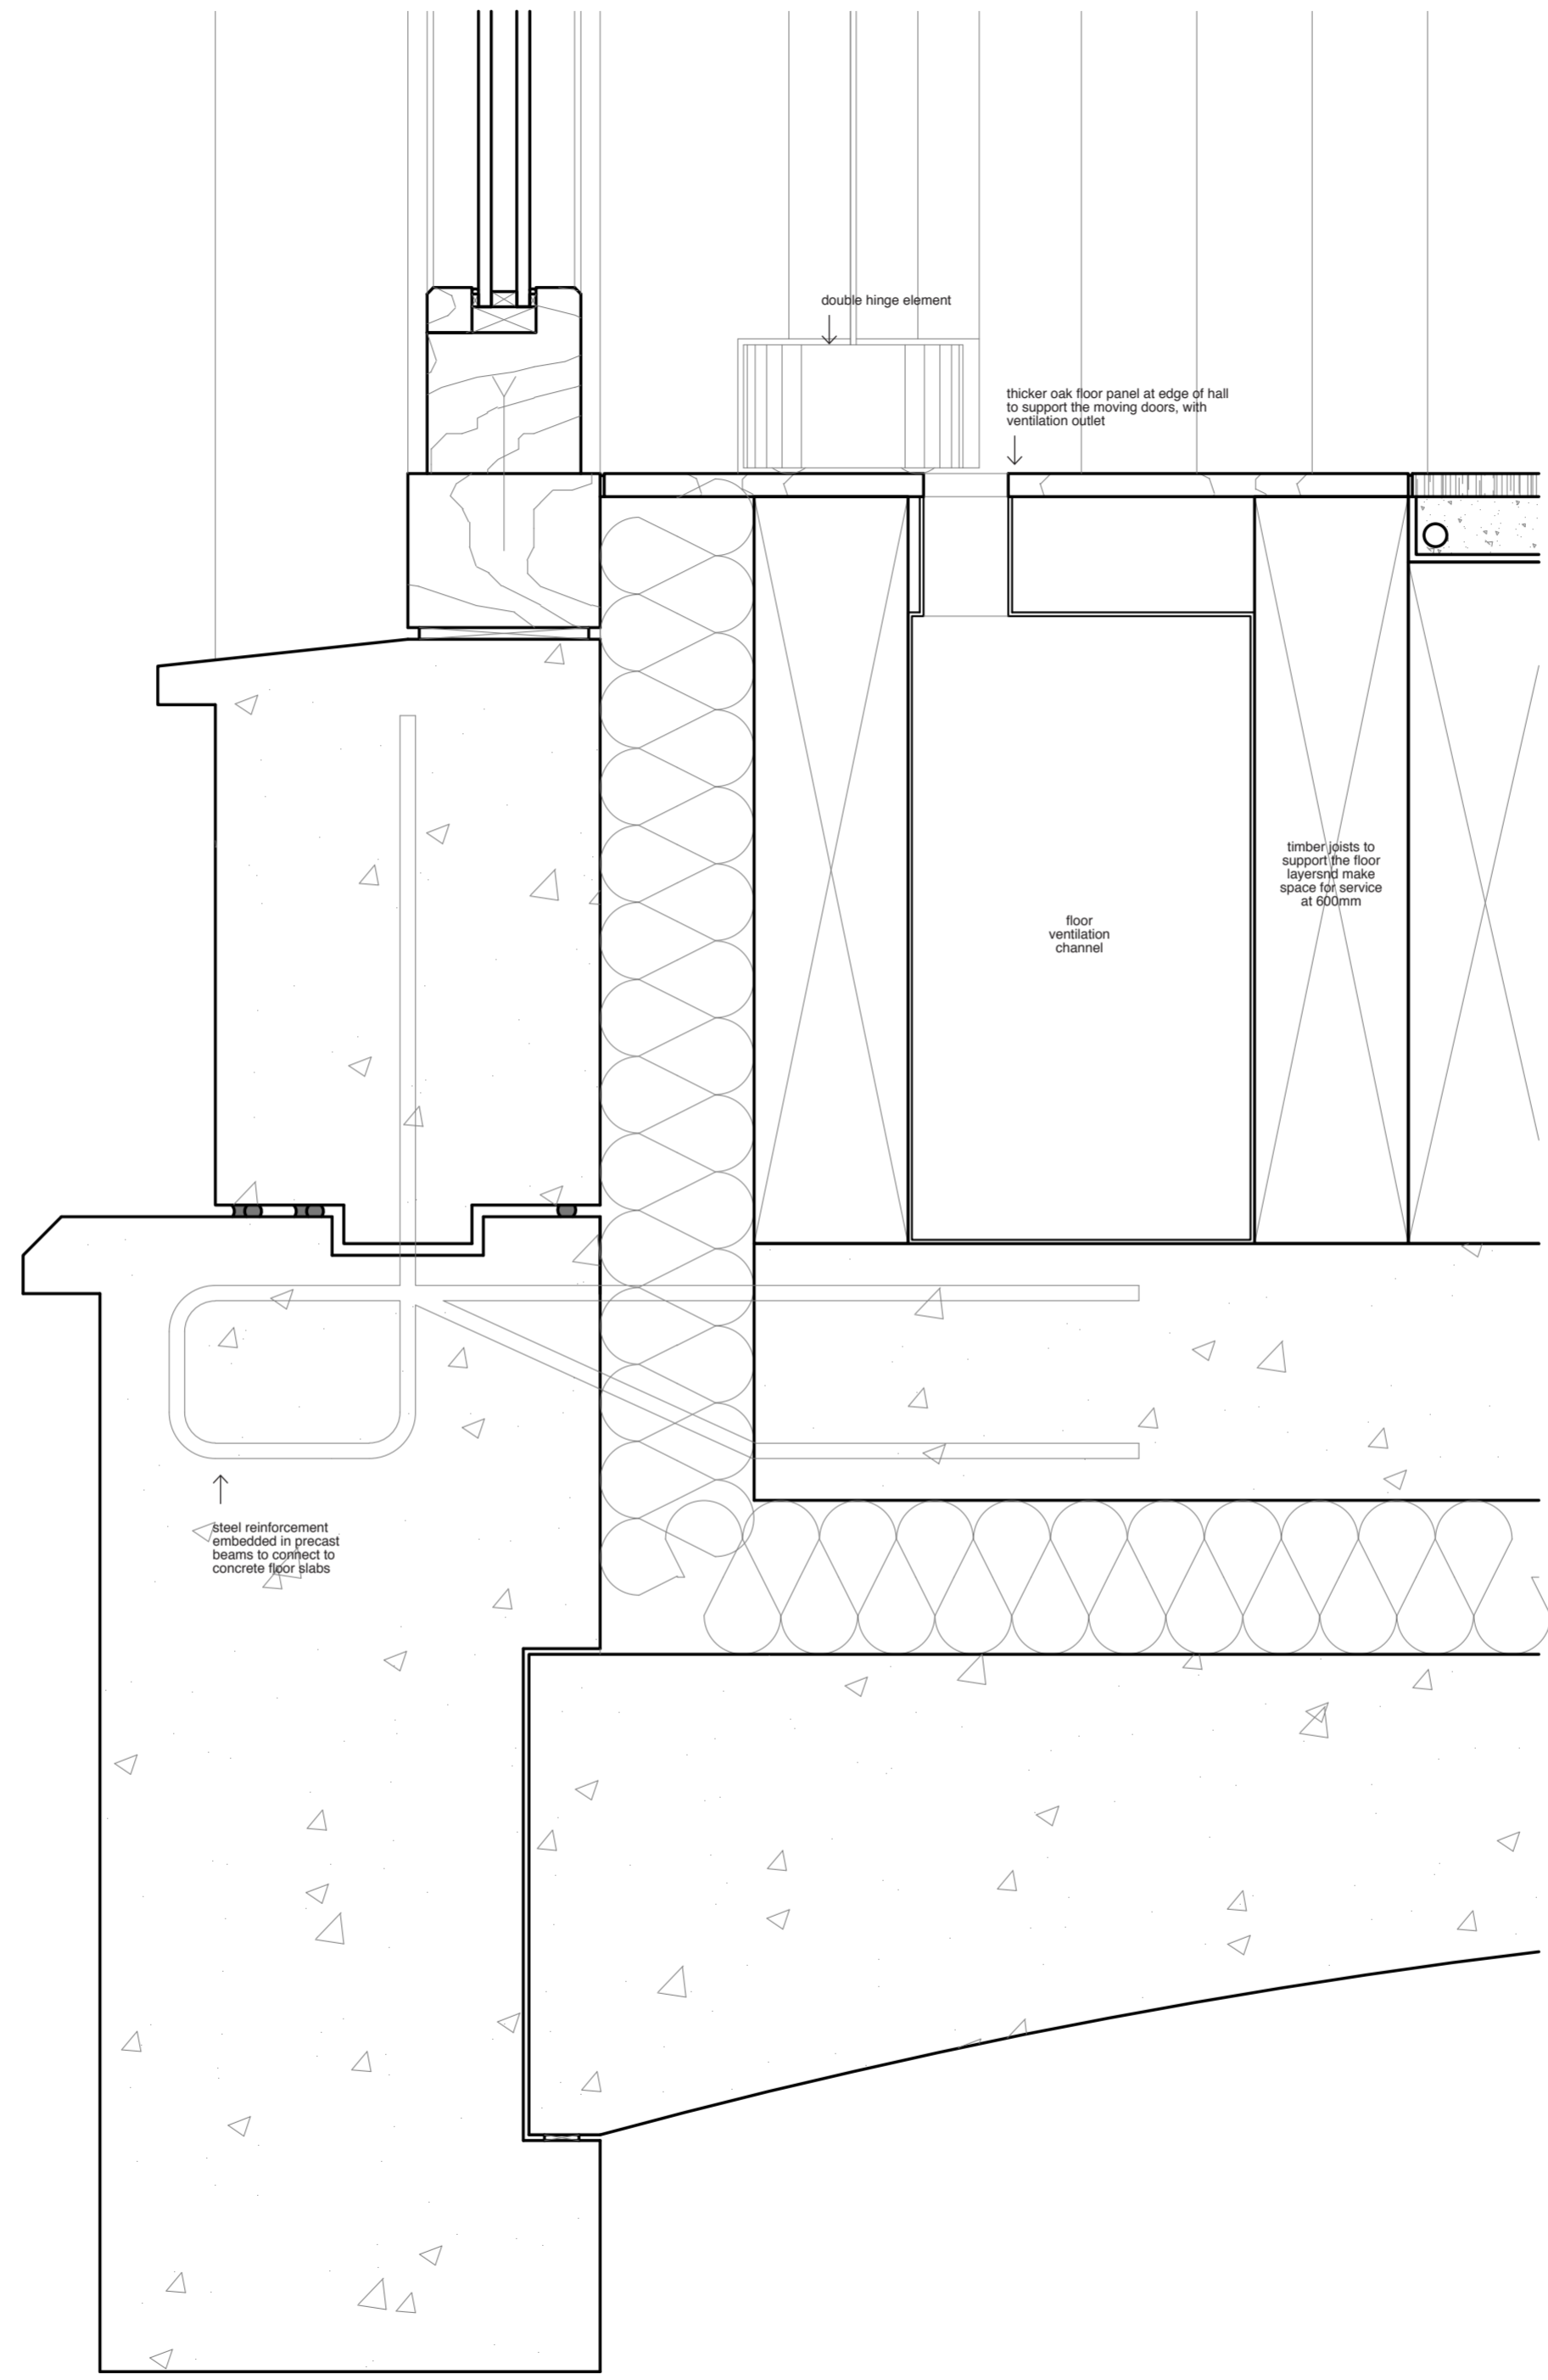 double hinge element
thicker oak floor panel at edge of hall
to support the moving doors, with
ventilation outlet
timber joists to
support the floor
layersnd make
space for service
at 600mm
floor
ventilation
channel
steel reinforcement
embedded in precast
beams to connect to
concrete floor slabs